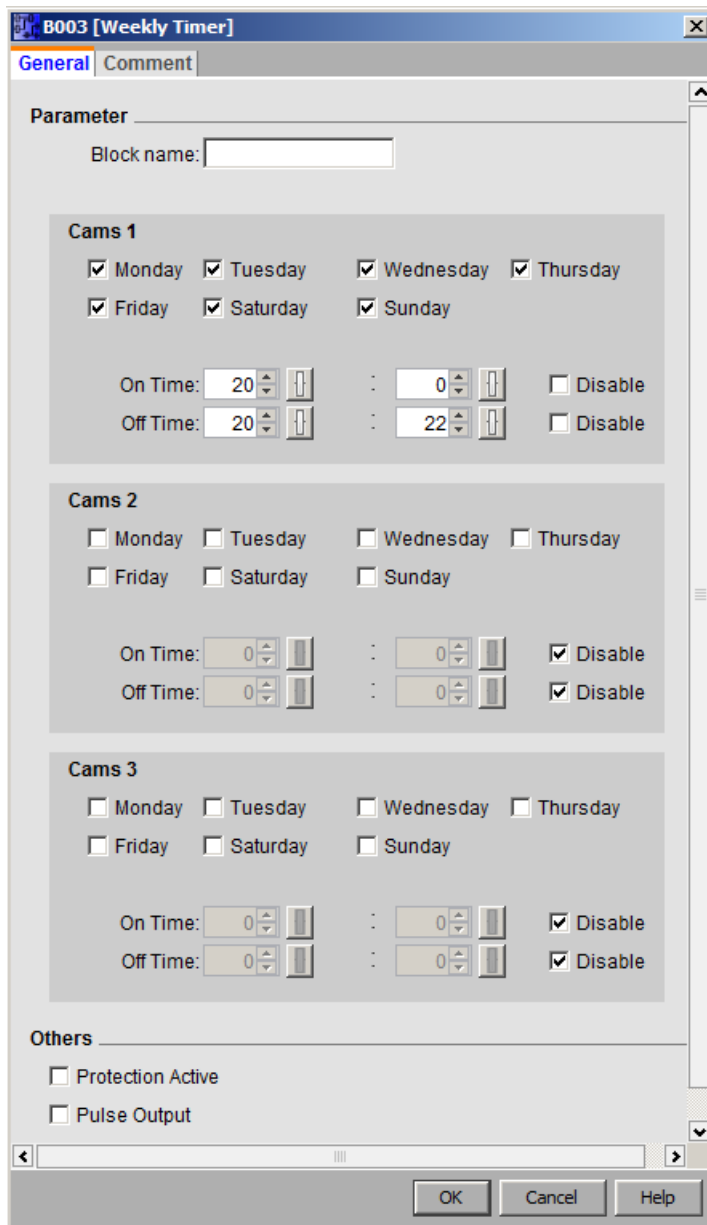 B003 [Weekly Timer]
General Comment
Parameter
Block name:
Cams 1
Monday Tuesday Wednesday Thursday
Friday Saturday Sunday
On Time: 20 : 0 Disable
Off Time: 20 : 22 Disable
Cams 2
Monday Tuesday Wednesday Thursday
Friday Saturday Sunday
On Time: 0 : 0 Disable
Off Time: 0 : 0 Disable
Cams 3
Monday Tuesday Wednesday Thursday
Friday Saturday Sunday
On Time: 0 : 0 Disable
Off Time: 0 : 0 Disable
Others
Protection Active
Pulse Output
OK Cancel Help